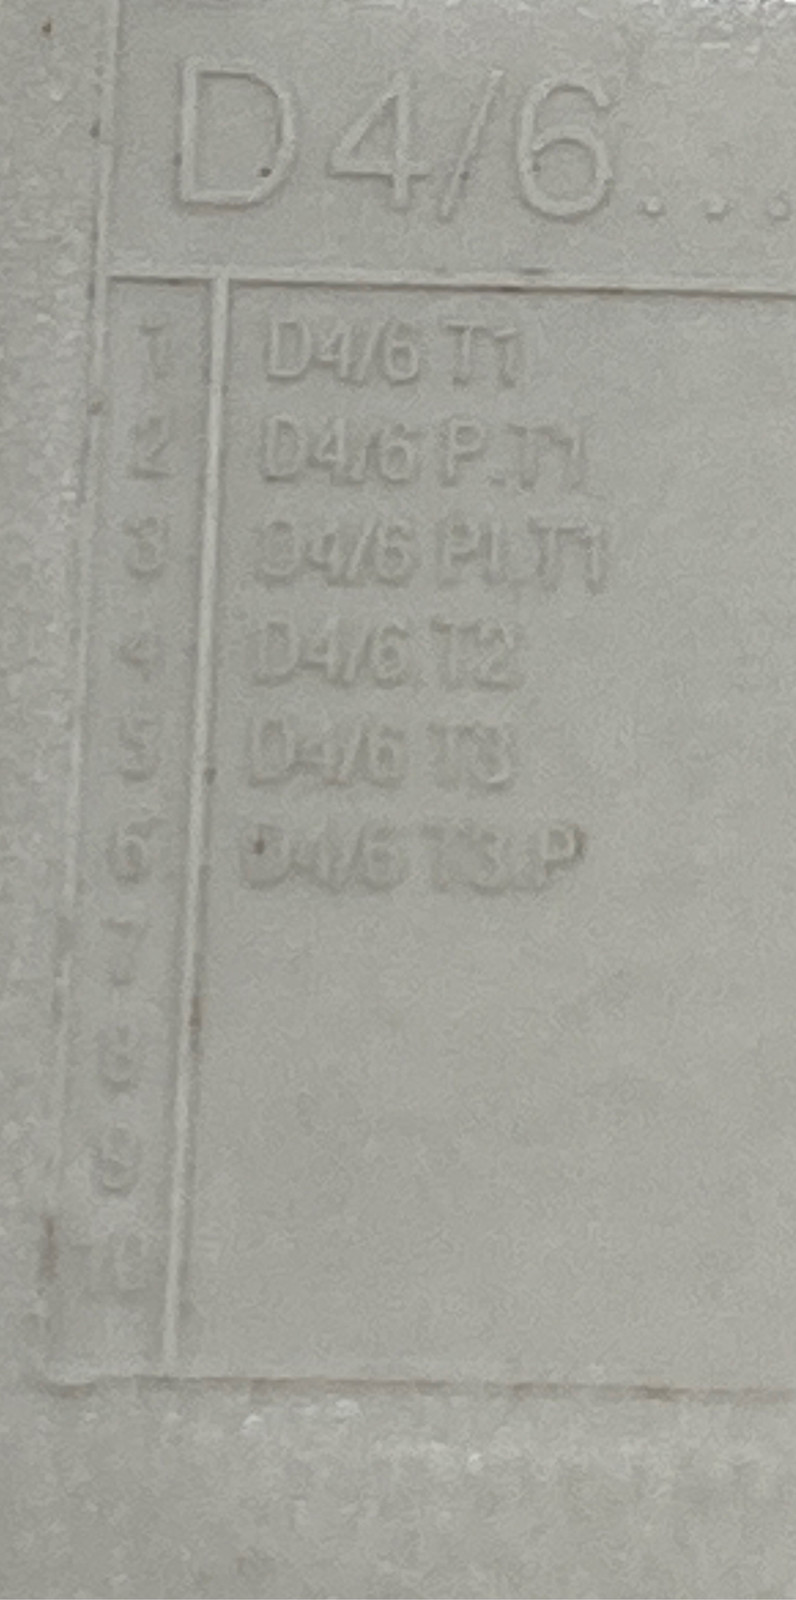 D4/6...
1 D4/6 T1
2 D4/6 P.T1
3 D4/6 PI.T1
4 D4/6 T2
5 D4/6 T3
6 D4/6 T3.P
7
8
9
10